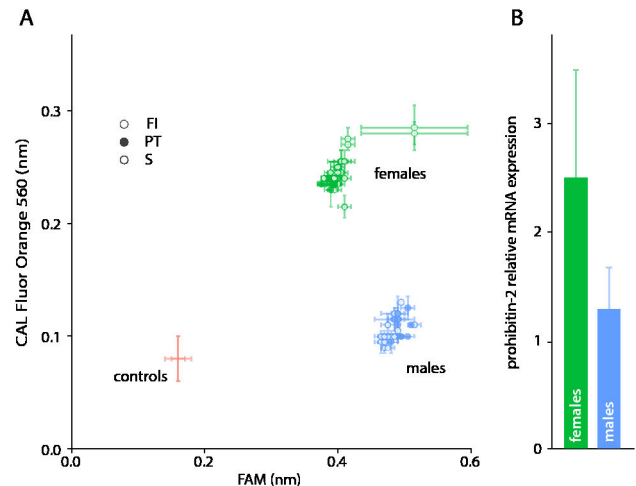 A
B
CAL Fluor Orange 560 (nm)
0.3
0.2
0.1
0.0
FI
PT
S
females
males
controls
0.0
0.2
0.4
0.6
FAM (nm)
prohibitin-2 relative mRNA expression
3
2
1
0
females
males